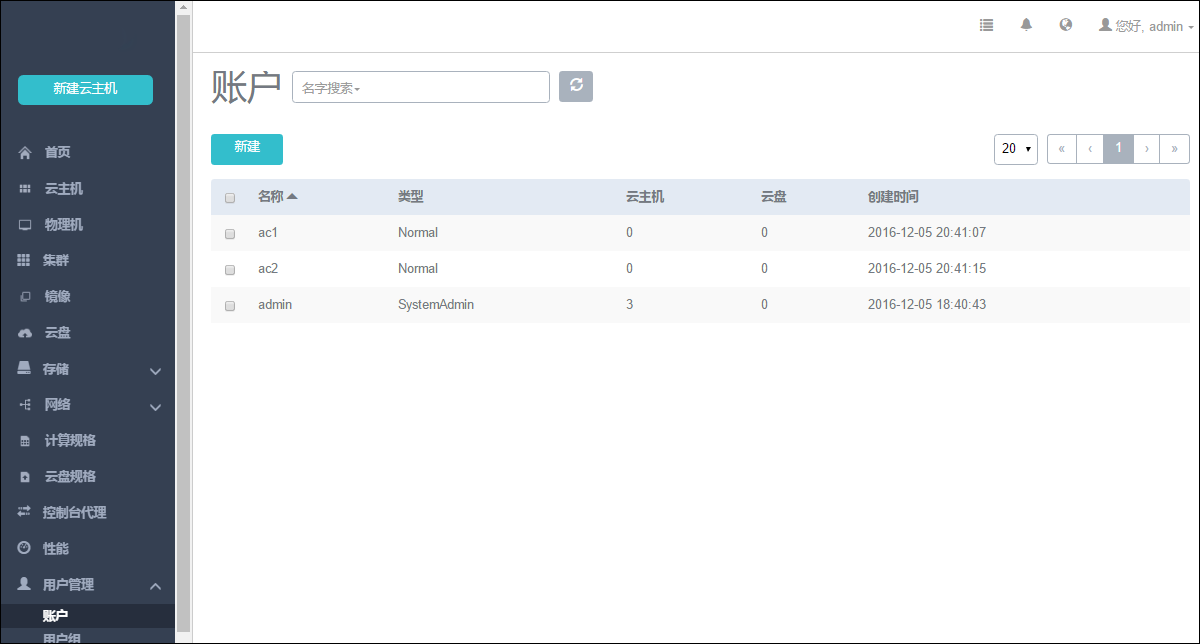 您好, admin
新建云主机
首页
云主机
物理机
集群
镜像
云盘
存储
网络
计算规格
云盘规格
控制台代理
性能
用户管理
账户
用户组
账户
名字搜索
新建
20
« ‹ 1 › »
名称 类型 云主机 云盘 创建时间
ac1 Normal 0 0 2016-12-05 20:41:07
ac2 Normal 0 0 2016-12-05 20:41:15
admin SystemAdmin 3 0 2016-12-05 18:40:43